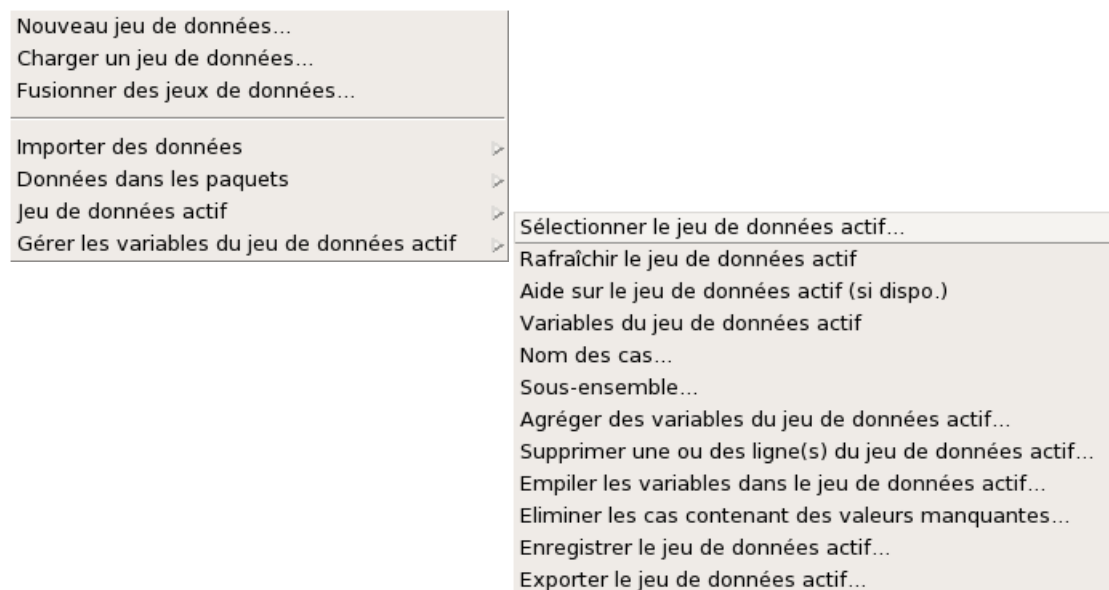 Nouveau jeu de données...
Charger un jeu de données...
Fusionner des jeux de données...
Importer des données
Données dans les paquets
Jeu de données actif
Gérer les variables du jeu de données actif
Sélectionner le jeu de données actif...
Rafraîchir le jeu de données actif
Aide sur le jeu de données actif (si dispo.)
Variables du jeu de données actif
Nom des cas...
Sous-ensemble...
Agréger des variables du jeu de données actif...
Supprimer une ou des ligne(s) du jeu de données actif...
Empiler les variables dans le jeu de données actif...
Eliminer les cas contenant des valeurs manquantes...
Enregistrer le jeu de données actif...
Exporter le jeu de données actif...